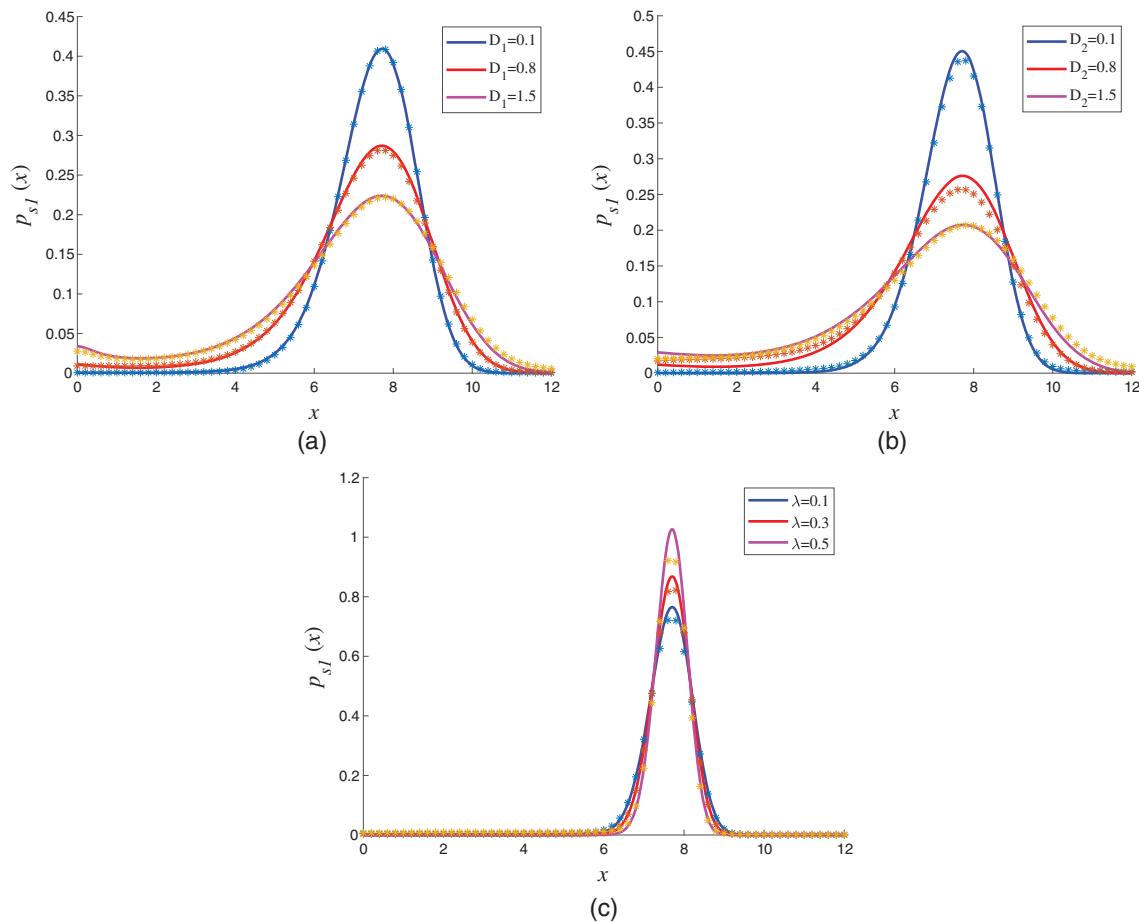 0.45
0.4
0.35
0.3
0.25
0.2
0.15
0.1
0.05
0
p_{s1}(x)
D_1=0.1
D_1=0.8
D_1=1.5
0 2 4 6 8 10 12
x
(a)
0.5
0.45
0.4
0.35
0.3
0.25
0.2
0.15
0.1
0.05
0
p_{s1}(x)
D_2=0.1
D_2=0.8
D_2=1.5
0 2 4 6 8 10 12
x
(b)
1.2
1
0.8
0.6
0.4
0.2
0
p_{s1}(x)
λ=0.1
λ=0.3
λ=0.5
0 2 4 6 8 10 12
x
(c)